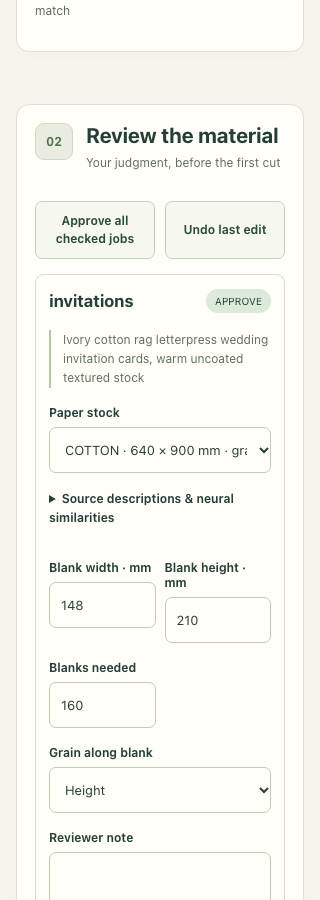 match
02
Review the material
Your judgment, before the first cut
Approve all
checked jobs
Undo last edit
invitations
APPROVE
Ivory cotton rag letterpress wedding
invitation cards, warm uncoated
textured stock
Paper stock
COTTON · 640 × 900 mm · gra
Source descriptions & neural
similarities
Blank width · mm
Blank height ·
mm
148
210
Blanks needed
160
Grain along blank
Height
Reviewer note